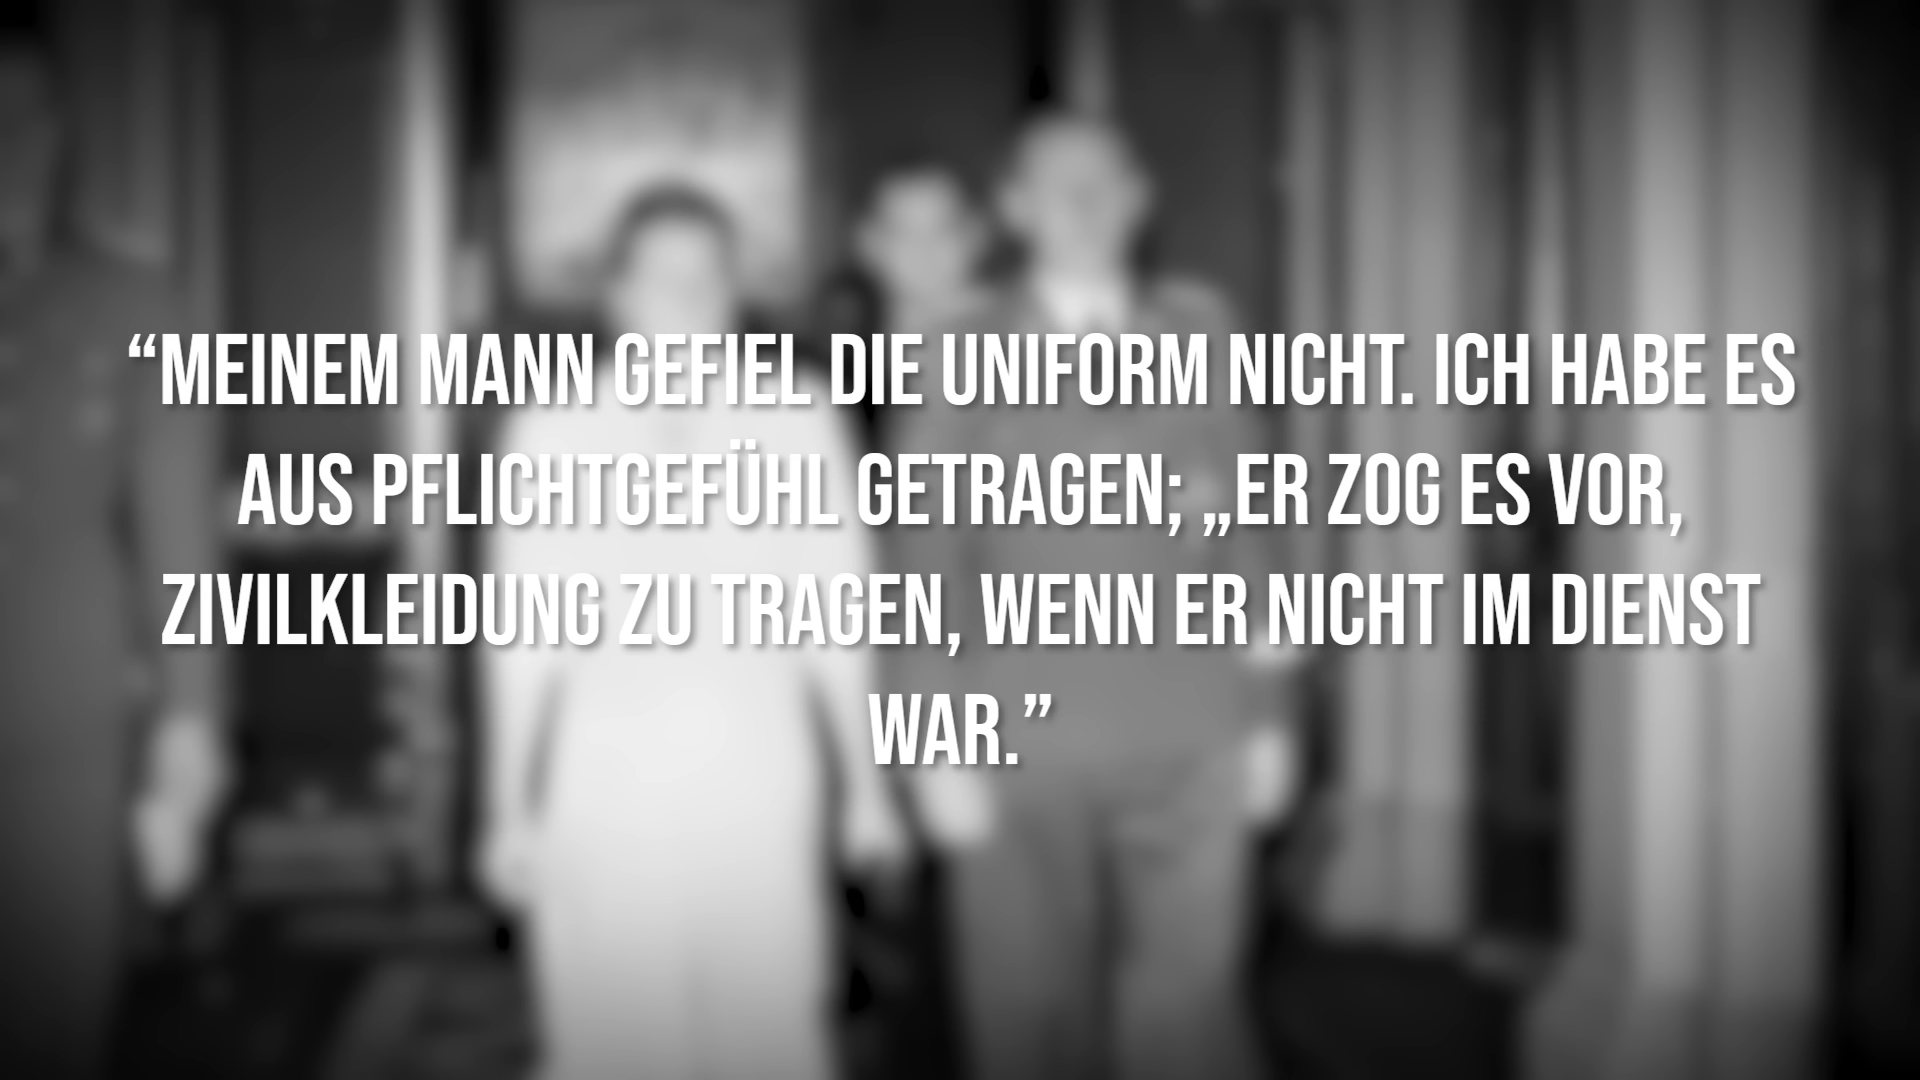 “MEINEM MANN GEFIEL DIE UNIFORM NICHT. ICH HABE ES
AUS PFLICHTGEFÜHL GETRAGEN; „ER ZOG ES VOR,
ZIVILKLEIDUNG ZU TRAGEN, WENN ER NICHT IM DIENST
WAR.”